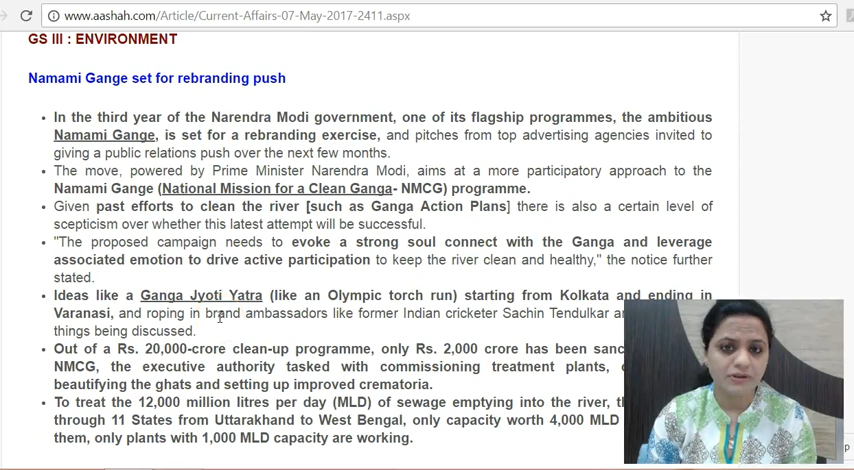 www.aashah.com/Article/Current-Affairs-07-May-2017-2411.aspx
GS III : ENVIRONMENT
Namami Gange set for rebranding push
• In the third year of the Narendra Modi government, one of its flagship programmes, the ambitious
Namami Gange, is set for a rebranding exercise, and pitches from top advertising agencies invited to
giving a public relations push over the next few months.
• The move, powered by Prime Minister Narendra Modi, aims at a more participatory approach to the
Namami Gange (National Mission for a Clean Ganga- NMCG) programme.
• Given past efforts to clean the river [such as Ganga Action Plans] there is also a certain level of
scepticism over whether this latest attempt will be successful.
• "The proposed campaign needs to evoke a strong soul connect with the Ganga and leverage
associated emotion to drive active participation to keep the river clean and healthy," the notice further
stated.
• Ideas like a Ganga Jyoti Yatra (like an Olympic torch run) starting from Kolkata and ending in
Varanasi, and roping in brand ambassadors like former Indian cricketer Sachin Tendulkar
things being discussed.
• Out of a Rs. 20,000-crore clean-up programme, only Rs. 2,000 crore has been
NMCG, the executive authority tasked with commissioning treatment plants,
beautifying the ghats and setting up improved crematoria.
• To treat the 12,000 million litres per day (MLD) of sewage emptying into the river,
through 11 States from Uttarakhand to West Bengal, only capacity worth 4,000 MLD
them, only plants with 1,000 MLD capacity are working.